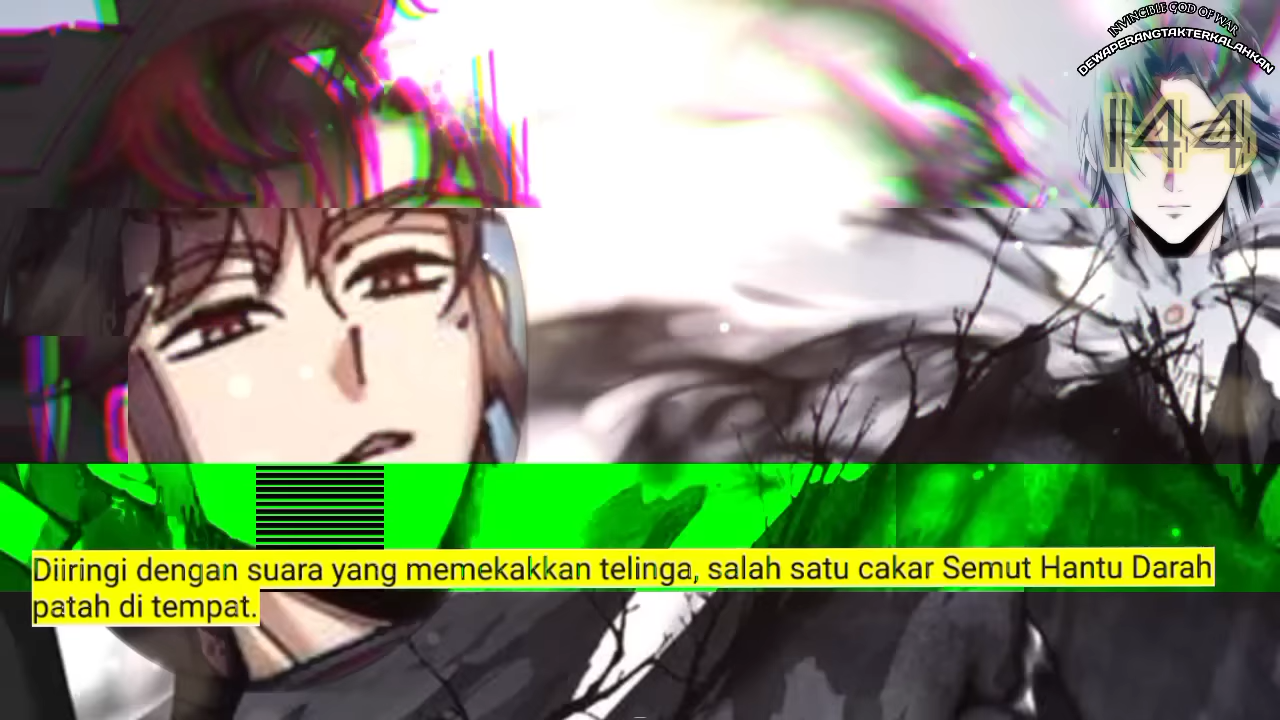 INVINCIBLE GOD OF WAR
DEWAPERANGTAKTERKALAHKAN
144
Diiringi dengan suara yang memekakkan telinga, salah satu cakar Semut Hantu Darah
patah di tempat.